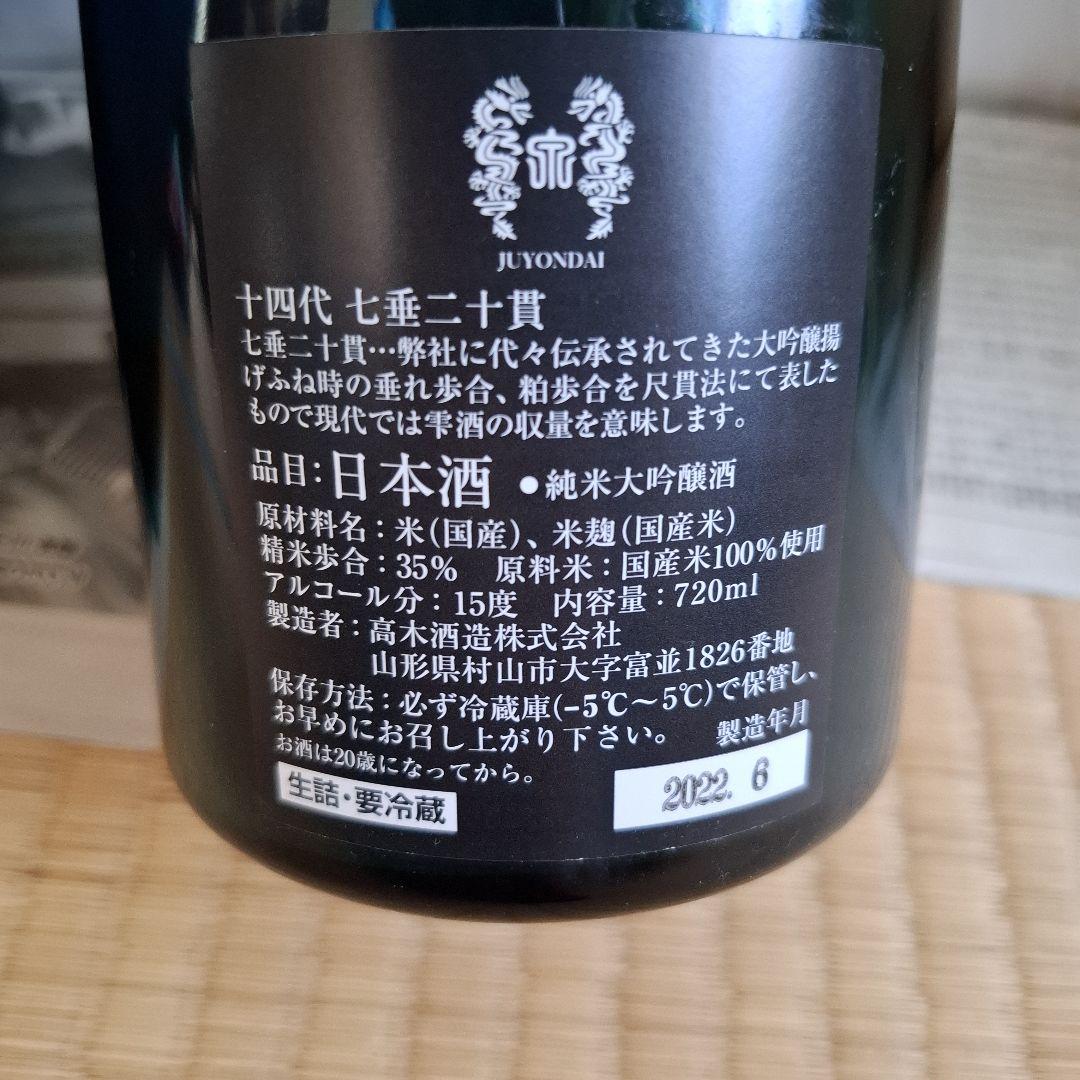 JUYONDAI
十四代 七垂二十貫
七垂二十貫…弊社に代々伝承されてきた大吟醸揚
げふね時の垂れ歩合、粕歩合を尺貫法にて表した
もので現代では雫酒の収量を意味します。
品目:日本酒 ●純米大吟醸酒
原材料名:米(国産)、米麹(国産米)
精米歩合:35% 原料米:国産米100%使用
アルコール分:15度 内容量:720ml
製造者:高木酒造株式会社
山形県村山市大字富並1826番地
保存方法:必ず冷蔵庫(-5℃~5℃)で保管し、
お早めにお召し上がり下さい。
お酒は20歳になってから。
製造年月
生詰・要冷蔵
2022. 6